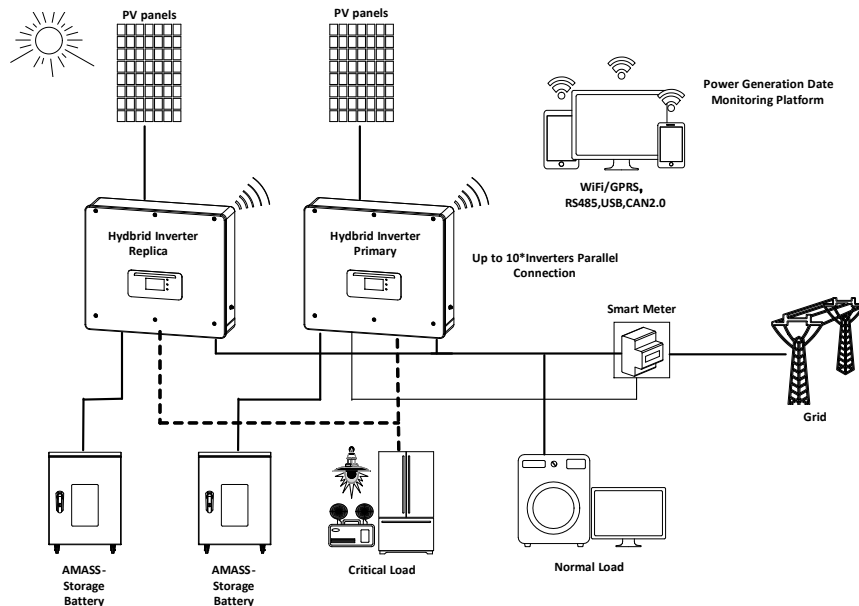 PV panels
PV panels
Power Generation Date
Monitoring Platform
WiFi/GPRS,
RS485,USB,CAN2.0
Hydbrid Inverter
Replica
Hydbrid Inverter
Primary
Up to 10*Inverters Parallel
Connection
Smart Meter
Grid
AMASS-
Storage
Battery
AMASS-
Storage
Battery
Critical Load
Normal Load